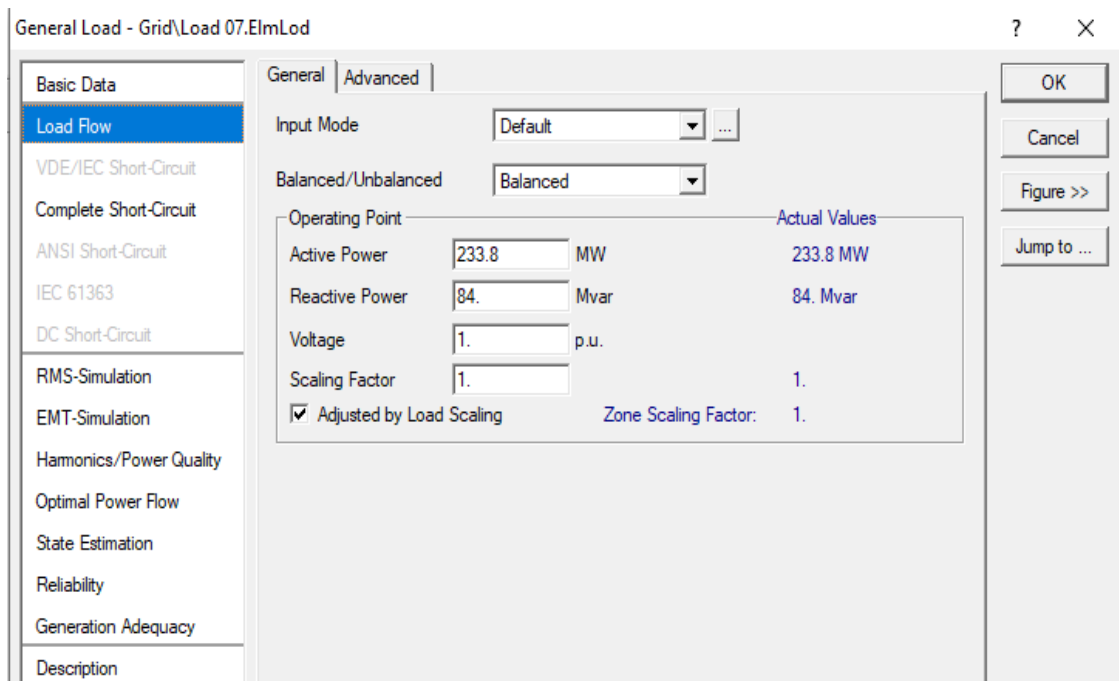 General Load - Grid\Load 07.ElmLod ? ×
Basic Data
Load Flow
VDE/IEC Short-Circuit
Complete Short-Circuit
ANSI Short-Circuit
IEC 61363
DC Short-Circuit
RMS-Simulation
EMT-Simulation
Harmonics/Power Quality
Optimal Power Flow
State Estimation
Reliability
Generation Adequacy
Description
General Advanced
Input Mode Default ...
Balanced/Unbalanced Balanced
Operating Point Actual Values
Active Power 233.8 MW 233.8 MW
Reactive Power 84. Mvar 84. Mvar
Voltage 1. p.u.
Scaling Factor 1. 1.
Adjusted by Load Scaling Zone Scaling Factor: 1.
OK
Cancel
Figure >>
Jump to ...